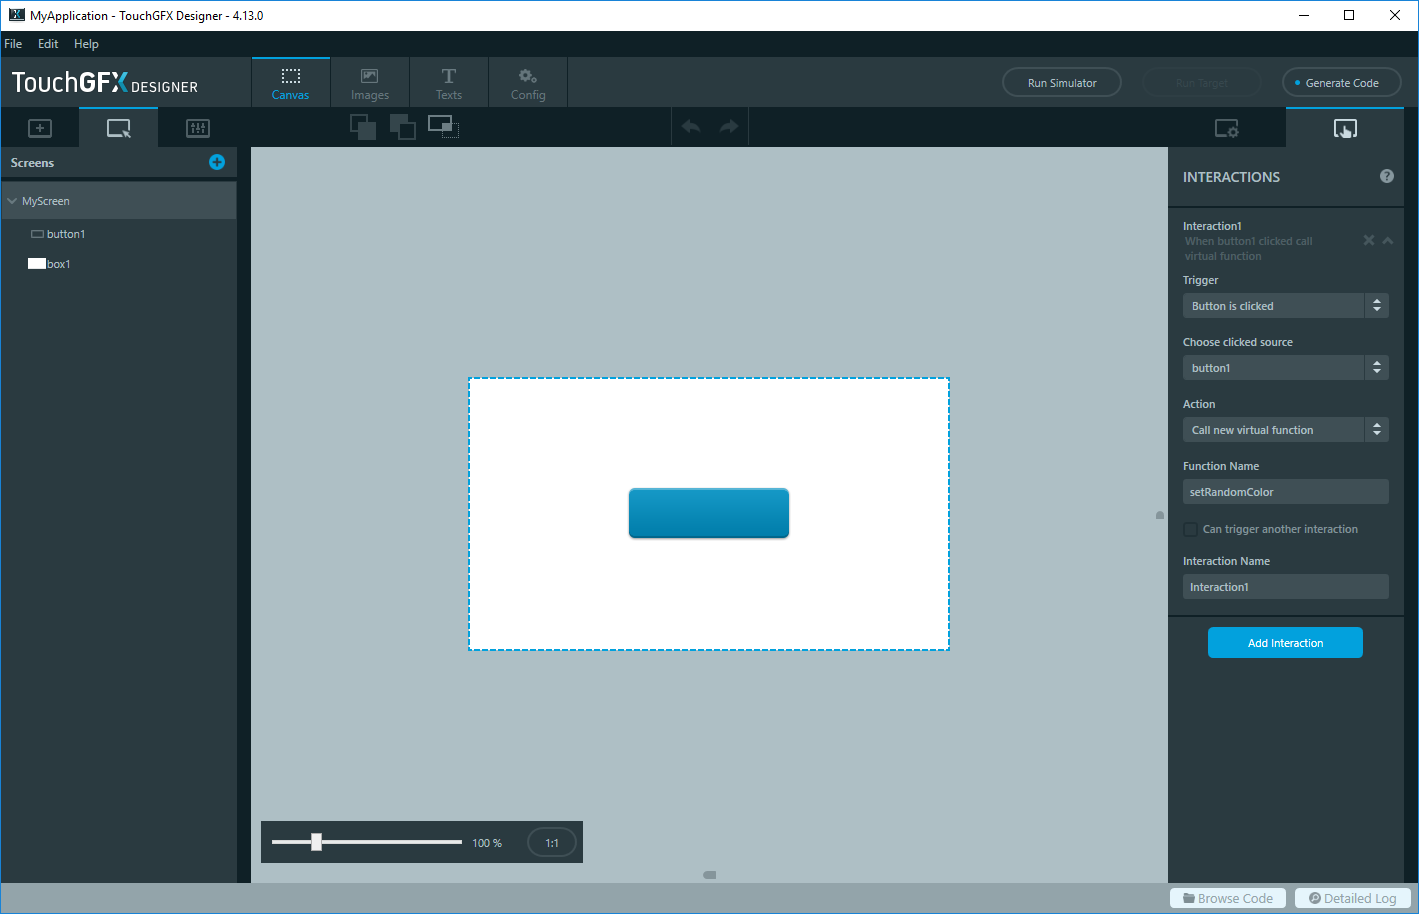 MyApplication - TouchGFX Designer - 4.13.0
File Edit Help
TouchGFX DESIGNER
Canvas
Images
Texts
Config
Run Simulator
Run Target
Generate Code
Screens
MyScreen
button1
box1
100 %
1:1
INTERACTIONS
Interaction1
When button1 clicked call
virtual function
Trigger
Button is clicked
Choose clicked source
button1
Action
Call new virtual function
Function Name
setRandomColor
Can trigger another interaction
Interaction Name
Interaction1
Add Interaction
Browse Code
Detailed Log